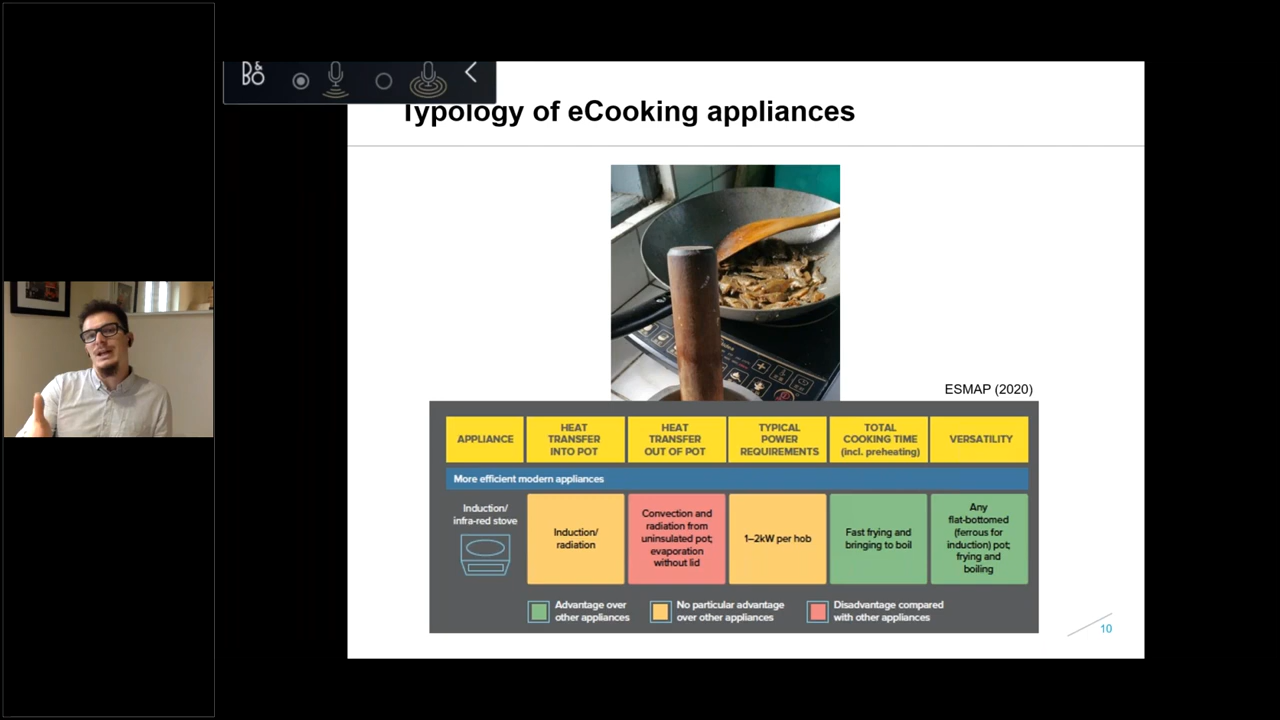 B&O
Typology of eCooking appliances
ESMAP (2020)
APPLIANCE
HEAT
TRANSFER
INTO POT
HEAT
TRANSFER
OUT OF POT
TYPICAL
POWER
REQUIREMENTS
TOTAL
COOKING TIME
(incl. preheating)
VERSATILITY
More efficient modern appliances
Induction/
infra-red stove
Induction/
radiation
Convection and
radiation from
uninsulated pot;
evaporation
without lid
1–2kW per hob
Fast frying and
bringing to boil
Any
flat-bottomed
(ferrous for
induction) pot;
frying and
boiling
Advantage over
other appliances
No particular advantage
over other appliances
Disadvantage compared
with other appliances
10